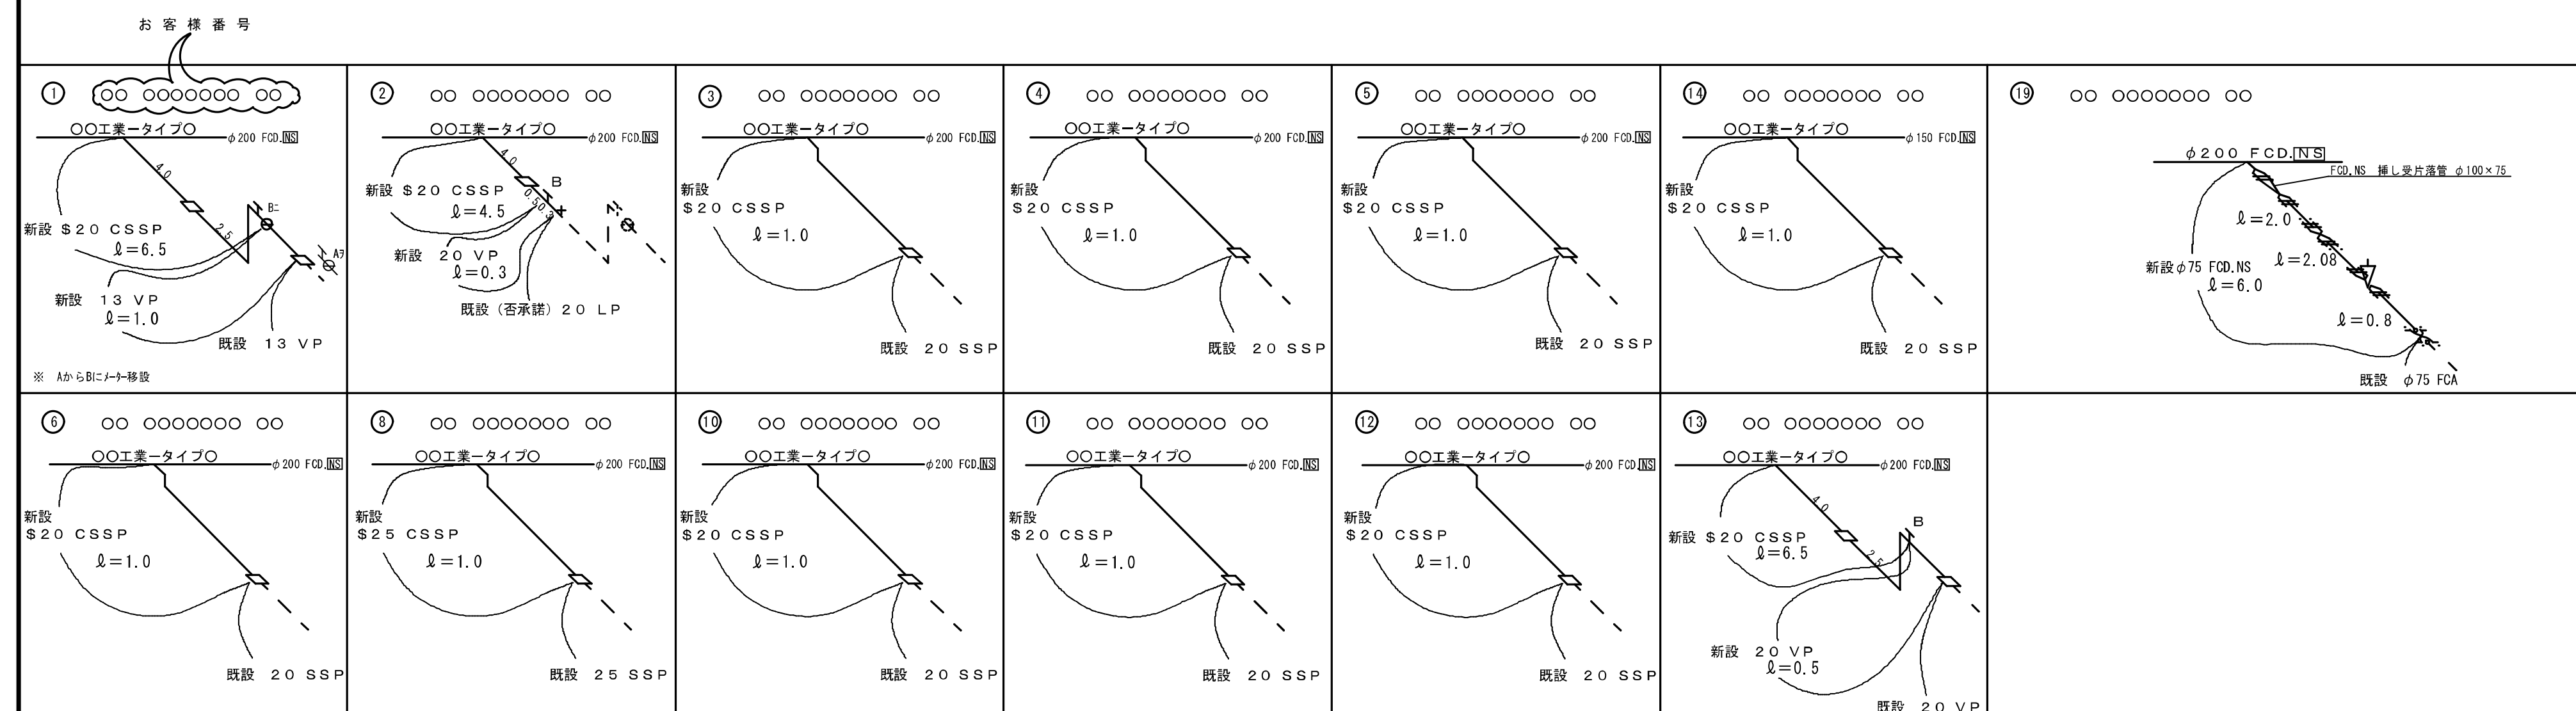 お客様番号
① ○○ ○○○○○○○ ○○
○○工業ータイプ○
φ200 FCD.NS
4.0
2.5
Bニ
Aヲ
新設 $20 CSSP
ℓ=6.5
新設 13 VP
ℓ=1.0
既設 13 VP
※ AからBにメーター移設
② ○○ ○○○○○○○ ○○
○○工業ータイプ○
φ200 FCD.NS
4.0
B
0.5
0.3
新設 $20 CSSP
ℓ=4.5
新設 20 VP
ℓ=0.3
既設（否承諾）20 LP
③ ○○ ○○○○○○○ ○○
○○工業ータイプ○
φ200 FCD.NS
新設
$20 CSSP
ℓ=1.0
既設 20 SSP
④ ○○ ○○○○○○○ ○○
○○工業ータイプ○
φ200 FCD.NS
新設
$20 CSSP
ℓ=1.0
既設 20 SSP
⑤ ○○ ○○○○○○○ ○○
○○工業ータイプ○
φ200 FCD.NS
新設
$20 CSSP
ℓ=1.0
既設 20 SSP
⑭ ○○ ○○○○○○○ ○○
○○工業ータイプ○
φ150 FCD.NS
新設
$20 CSSP
ℓ=1.0
既設 20 SSP
⑲ ○○ ○○○○○○○ ○○
φ200 FCD.NS
FCD.NS 挿し受片落管 φ100×75
ℓ=2.0
ℓ=2.08
新設φ75 FCD.NS
ℓ=6.0
ℓ=0.8
既設 φ75 FCA
⑥ ○○ ○○○○○○○ ○○
○○工業ータイプ○
φ200 FCD.NS
新設
$20 CSSP
ℓ=1.0
既設 20 SSP
⑧ ○○ ○○○○○○○ ○○
○○工業ータイプ○
φ200 FCD.NS
新設
$25 CSSP
ℓ=1.0
既設 25 SSP
⑩ ○○ ○○○○○○○ ○○
○○工業ータイプ○
φ200 FCD.NS
新設
$20 CSSP
ℓ=1.0
既設 20 SSP
⑪ ○○ ○○○○○○○ ○○
○○工業ータイプ○
φ200 FCD.NS
新設
$20 CSSP
ℓ=1.0
既設 20 SSP
⑫ ○○ ○○○○○○○ ○○
○○工業ータイプ○
φ200 FCD.NS
新設
$20 CSSP
ℓ=1.0
既設 20 SSP
⑬ ○○ ○○○○○○○ ○○
○○工業ータイプ○
φ200 FCD.NS
4.0
B
新設 $20 CSSP
ℓ=6.5
2.5
新設 20 VP
ℓ=0.5
既設 20 VP